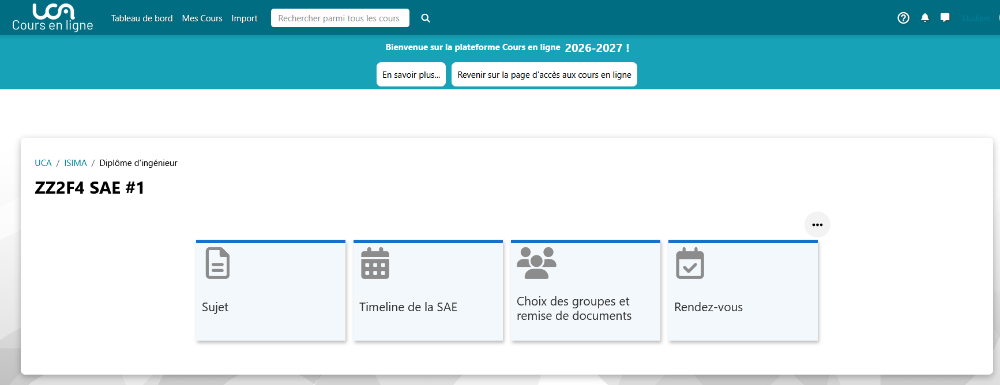 UCA
Cours en ligne
Tableau de bord Mes Cours Import Rechercher parmi tous les cours Etudiant
Bienvenue sur la plateforme Cours en ligne 2026-2027 !
En savoir plus... Revenir sur la page d'accès aux cours en ligne
UCA / ISIMA / Diplôme d'ingénieur
ZZ2F4 SAE #1
Sujet
Timeline de la SAE
Choix des groupes et
remise de documents
Rendez-vous